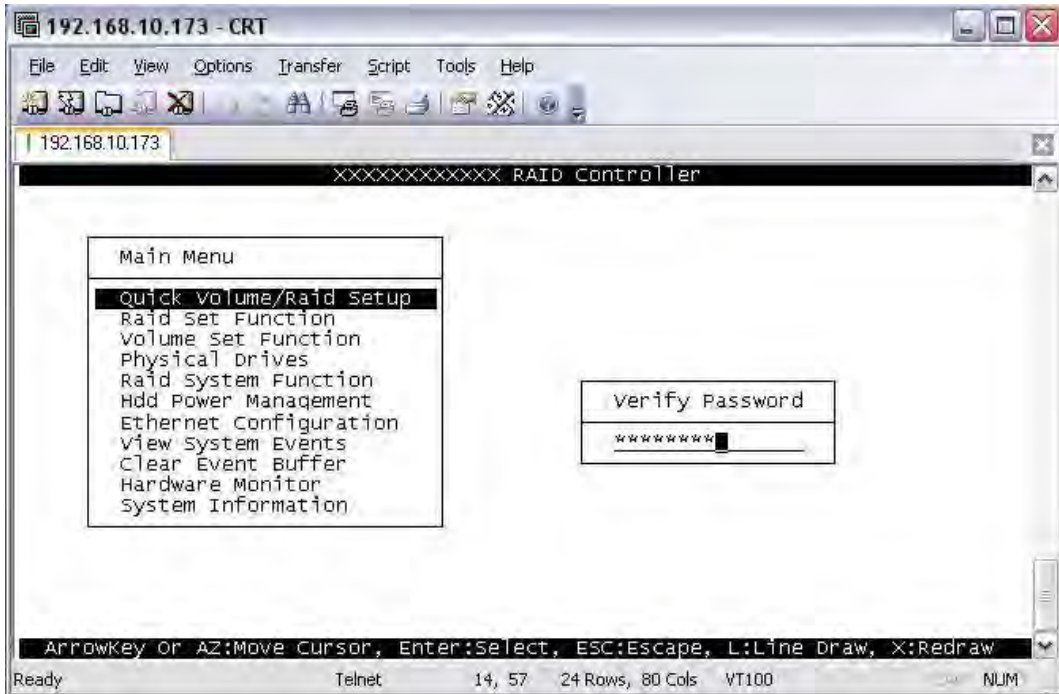 192.168.10.173 - CRT
File Edit View Options Transfer Script Tools Help
192.168.10.173
XXXXXXXXXXXX RAID Controller
Main Menu
Quick Volume/Raid Setup
Raid Set Function
Volume Set Function
Physical Drives
Raid System Function
Hdd Power Management
Ethernet Configuration
View System Events
Clear Event Buffer
Hardware Monitor
System Information
Verify Password
********
ArrowKey Or AZ:Move Cursor, Enter:Select, ESC:Escape, L:Line Draw, X:Redraw
Ready Telnet 14, 57 24 Rows, 80 Cols VT100 NUM